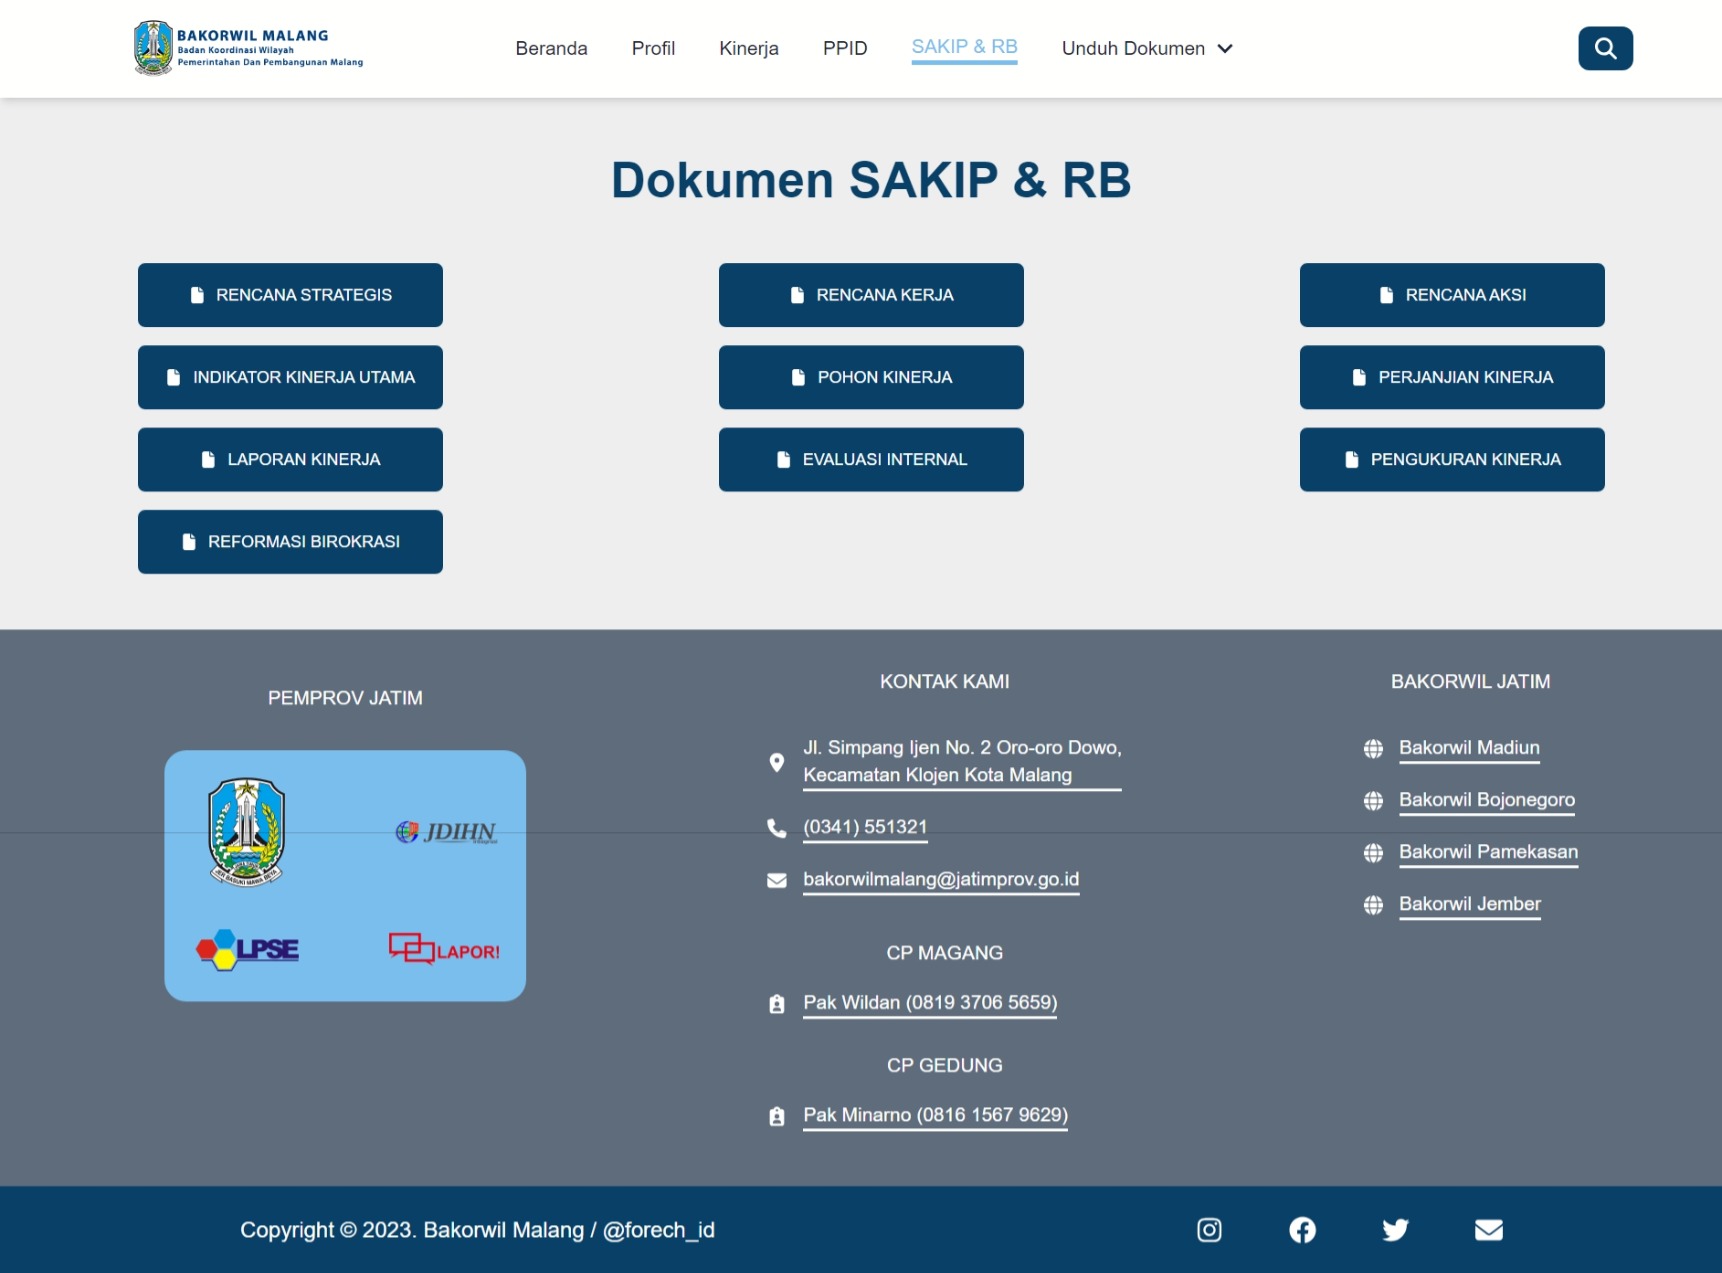 BAKORWIL MALANG
Badan Koordinasi Wilayah
Pemerintahan Dan Pembangunan Malang
Beranda
Profil
Kinerja
PPID
SAKIP & RB
Unduh Dokumen
Dokumen SAKIP & RB
RENCANA STRATEGIS
RENCANA KERJA
RENCANA AKSI
INDIKATOR KINERJA UTAMA
POHON KINERJA
PERJANJIAN KINERJA
LAPORAN KINERJA
EVALUASI INTERNAL
PENGUKURAN KINERJA
REFORMASI BIROKRASI
PEMPROV JATIM
JDIHN
LPSE
LAPOR!
KONTAK KAMI
Jl. Simpang Ijen No. 2 Oro-oro Dowo,
Kecamatan Klojen Kota Malang
(0341) 551321
bakorwilmalang@jatimprov.go.id
CP MAGANG
Pak Wildan (0819 3706 5659)
CP GEDUNG
Pak Minarno (0816 1567 9629)
BAKORWIL JATIM
Bakorwil Madiun
Bakorwil Bojonegoro
Bakorwil Pamekasan
Bakorwil Jember
Copyright © 2023. Bakorwil Malang / @forech_id